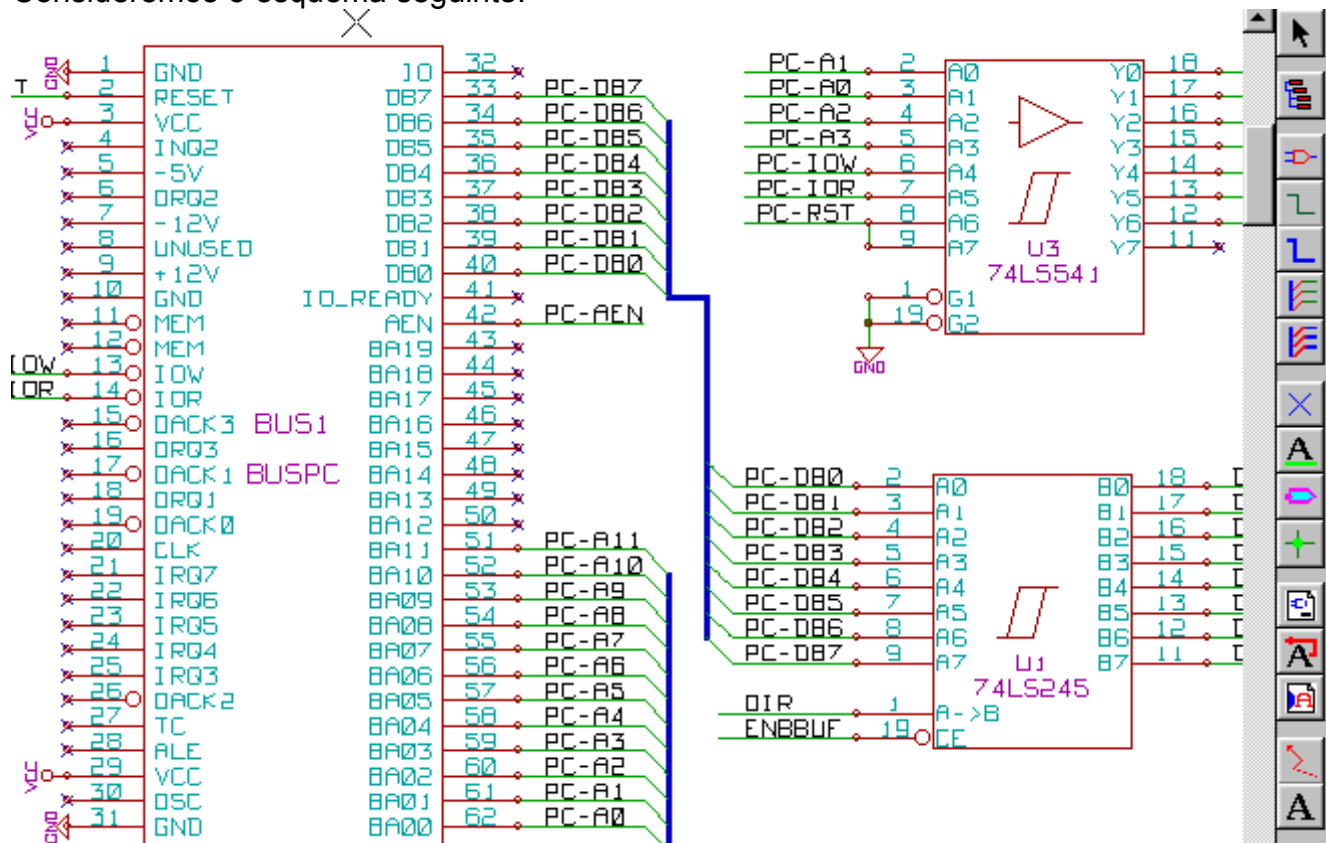 Consideremos o esquema seguinte:
GND 1 GND IO 32
T 2 RESET DB7 33 PC-DB7
VCC 3 VCC DB6 34 PC-DB6
4 INQ2 DB5 35 PC-DB5
5 -5V DB4 36 PC-DB4
6 DRQ2 DB3 37 PC-DB3
7 -12V DB2 38 PC-DB2
8 UNUSED DB1 39 PC-DB1
9 +12V DB0 40 PC-DB0
10 GND IO_READY 41
11 MEM AEN 42 PC-AEN
12 MEM BA19 43
IOW 13 IOW BA18 44
IOR 14 IOR BA17 45
15 DACK3 BUS1 BA16 46
16 DRQ3 BA15 47
17 DACK1 BUSPC BA14 48
18 DRQ1 BA13 49
19 DACK0 BA12 50
20 CLK BA11 51 PC-A11
21 IRQ7 BA10 52 PC-A10
22 IRQ6 BA09 53 PC-A9
23 IRQ5 BA08 54 PC-A8
24 IRQ4 BA07 55 PC-A7
25 IRQ3 BA06 56 PC-A6
26 DACK2 BA05 57 PC-A5
27 TC BA04 58 PC-A4
28 ALE BA03 59 PC-A3
VCC 29 VCC BA02 60 PC-A2
30 OSC BA01 61 PC-A1
GND 31 GND BA00 62 PC-A0
PC-A1 2 A0 Y0 18
PC-A0 3 A1 Y1 17
PC-A2 4 A2 Y2 16
PC-A3 5 A3 Y3 15
PC-IOW 6 A4 Y4 14
PC-IOR 7 A5 Y5 13
PC-RST 8 A6 Y6 12
9 A7 Y7 11
U3
74LS541
1 G1
19 G2
GND
PC-DB0 2 A0 B0 18 D
PC-DB1 3 A1 B1 17 D
PC-DB2 4 A2 B2 16 D
PC-DB3 5 A3 B3 15 D
PC-DB4 6 A4 B4 14 D
PC-DB5 7 A5 B5 13 D
PC-DB6 8 A6 B6 12 D
PC-DB7 9 A7 B7 11 D
U1
74LS245
DIR 1 A->B
ENBBUF 19 CE
A
A
A
A